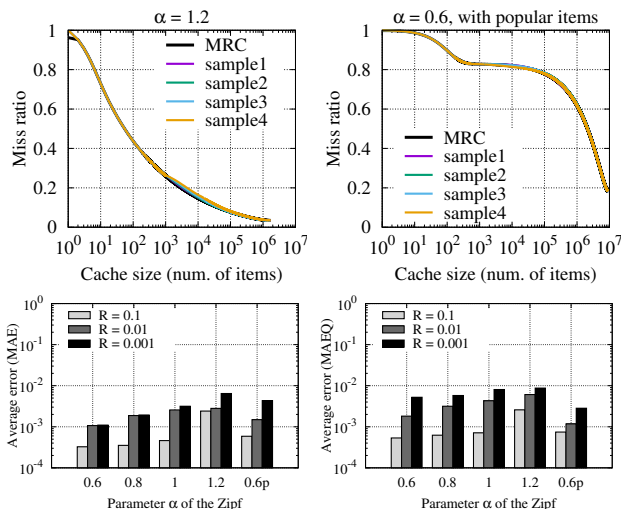 α = 1.2
Miss ratio
1
0.8
0.6
0.4
0.2
0
MRC
sample1
sample2
sample3
sample4
10^0 10^1 10^2 10^3 10^4 10^5 10^6 10^7
Cache size (num. of items)
α = 0.6, with popular items
Miss ratio
1
0.8
0.6
0.4
0.2
0
MRC
sample1
sample2
sample3
sample4
10^0 10^1 10^2 10^3 10^4 10^5 10^6 10^7
Cache size (num. of items)
Average error (MAE)
10^0
10^-1
10^-2
10^-3
10^-4
R = 0.1
R = 0.01
R = 0.001
0.6 0.8 1 1.2 0.6p
Parameter α of the Zipf
Average error (MAEQ)
10^0
10^-1
10^-2
10^-3
10^-4
R = 0.1
R = 0.01
R = 0.001
0.6 0.8 1 1.2 0.6p
Parameter α of the Zipf